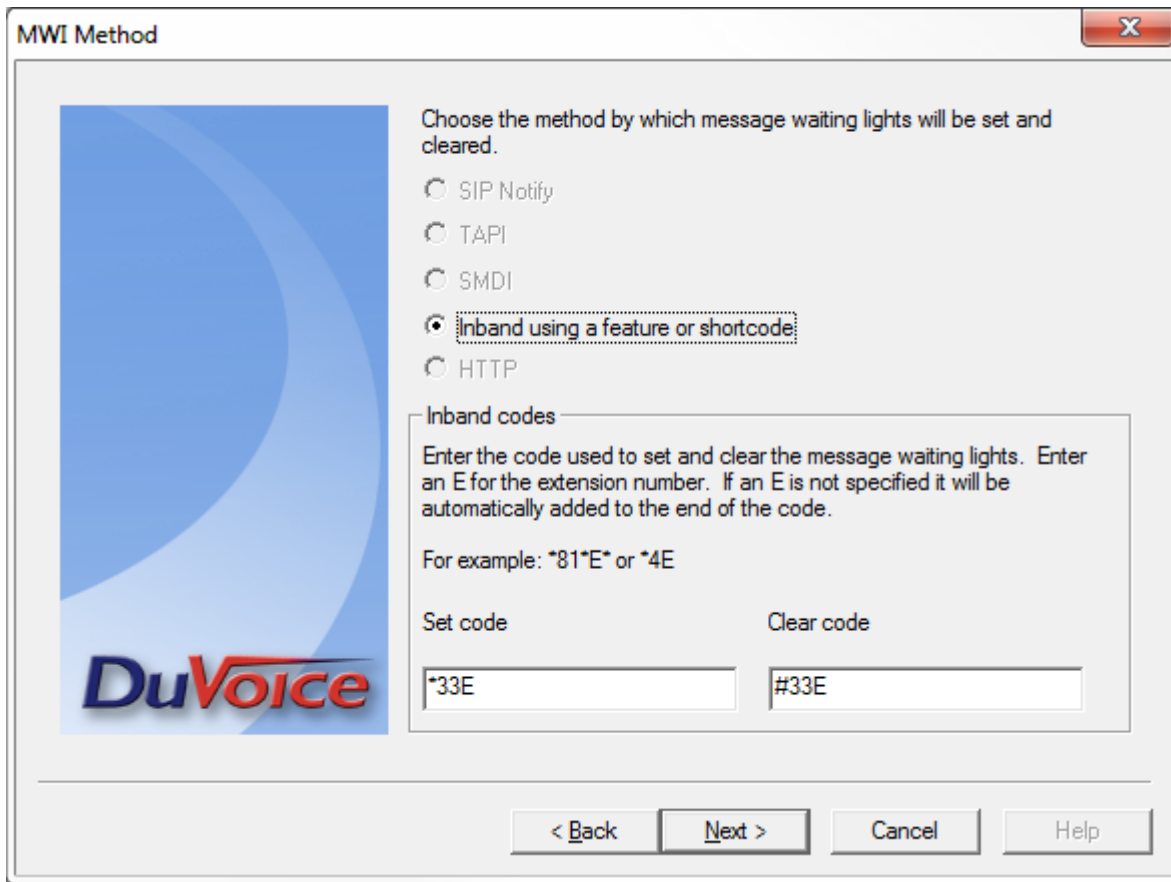 MWI Method
Choose the method by which message waiting lights will be set and
cleared.
SIP Notify
TAPI
SMDI
Inband using a feature or shortcode
HTTP
Inband codes
Enter the code used to set and clear the message waiting lights.  Enter
an E for the extension number.  If an E is not specified it will be
automatically added to the end of the code.
For example: *81*E* or *4E
Set code
Clear code
*33E
#33E
DuVoice
< Back
Next >
Cancel
Help